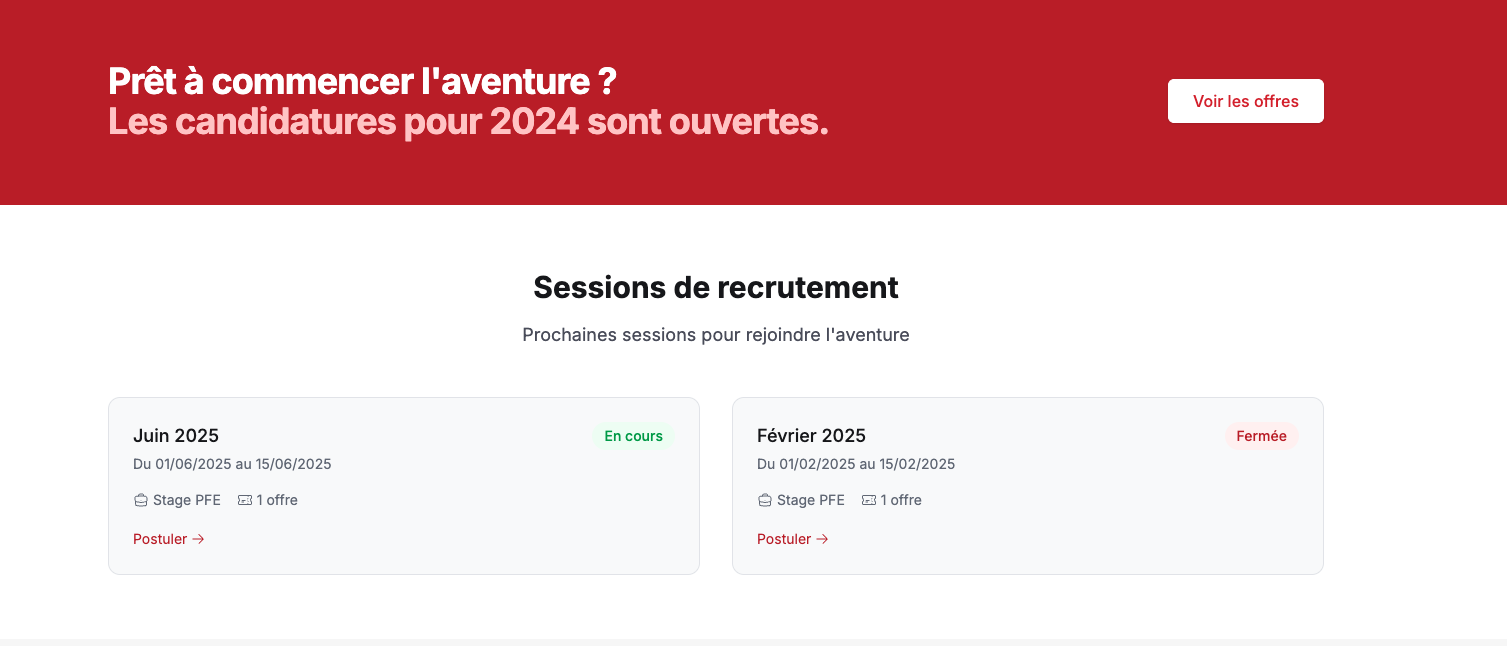 Prêt à commencer l'aventure ?
Les candidatures pour 2024 sont ouvertes.
Voir les offres
Sessions de recrutement
Prochaines sessions pour rejoindre l'aventure
Juin 2025
En cours
Du 01/06/2025 au 15/06/2025
Stage PFE
1 offre
Postuler →
Février 2025
Fermée
Du 01/02/2025 au 15/02/2025
Stage PFE
1 offre
Postuler →